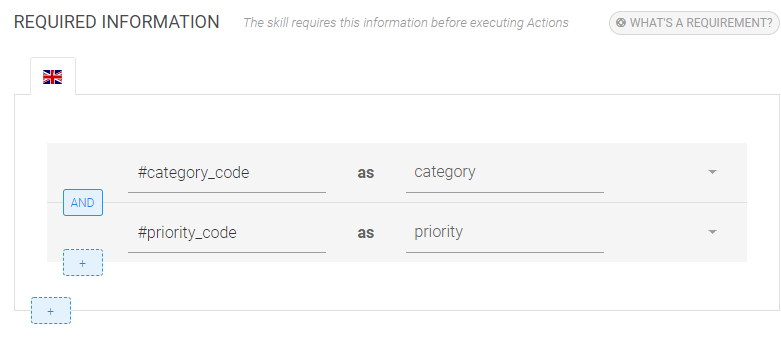 REQUIRED INFORMATION The skill requires this information before executing Actions WHAT'S A REQUIREMENT?
#category_code as category
AND
#priority_code as priority
+
+